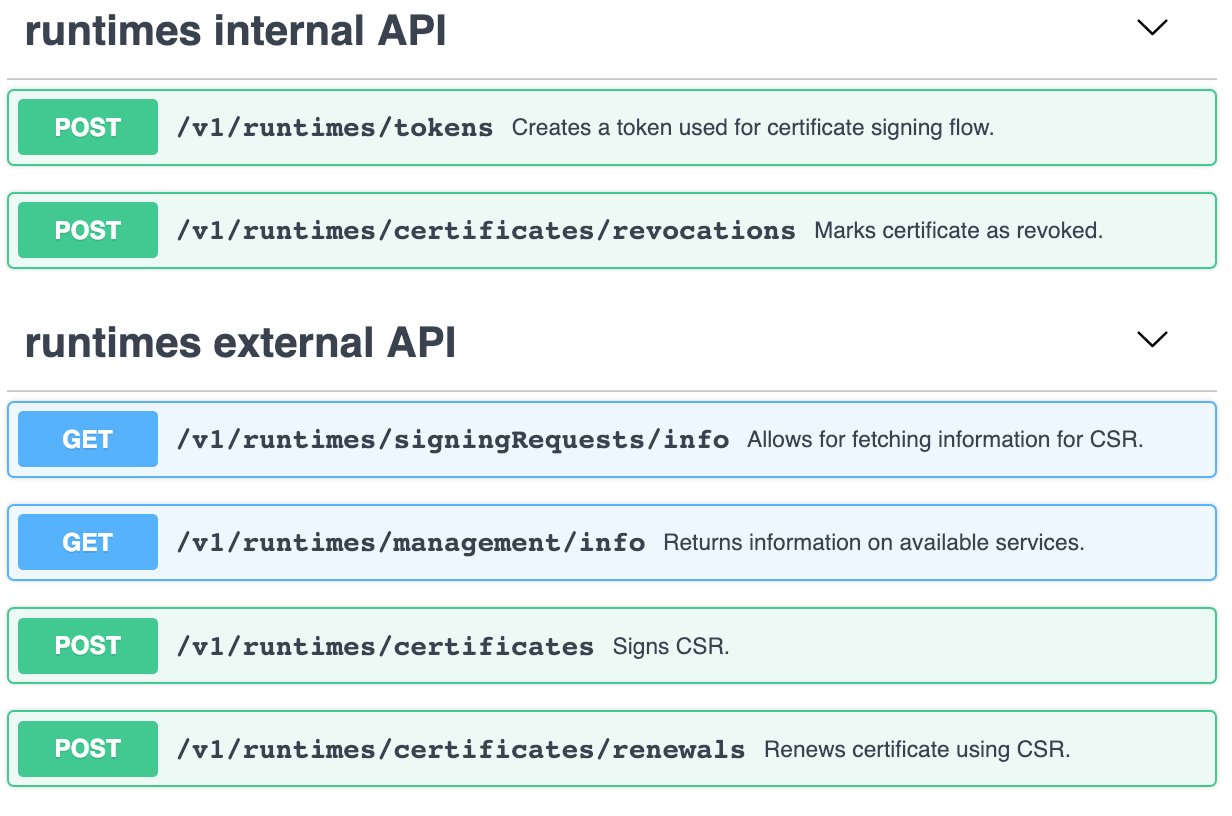 runtimes internal API
POST /v1/runtimes/tokens Creates a token used for certificate signing flow.
POST /v1/runtimes/certificates/revocations Marks certificate as revoked.
runtimes external API
GET /v1/runtimes/signingRequests/info Allows for fetching information for CSR.
GET /v1/runtimes/management/info Returns information on available services.
POST /v1/runtimes/certificates Signs CSR.
POST /v1/runtimes/certificates/renewals Renews certificate using CSR.